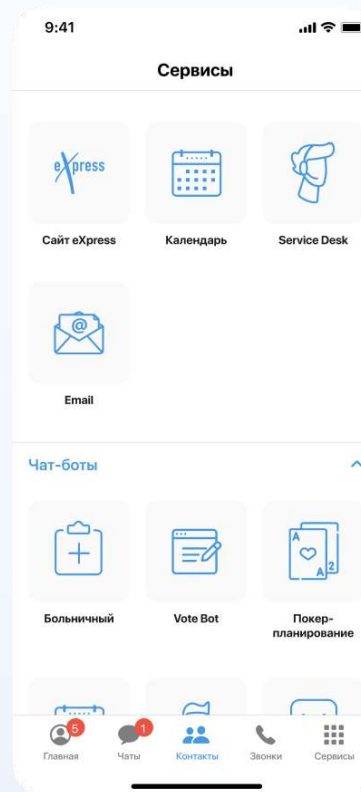 9:41
Сервисы
eXpress
Сайт eXpress
Календарь
Service Desk
@
Email
Чат-боты
A
A
2
Больничный
Vote Bot
Покер-
планирование
5
1
Главная
Чаты
Контакты
Звонки
Сервисы